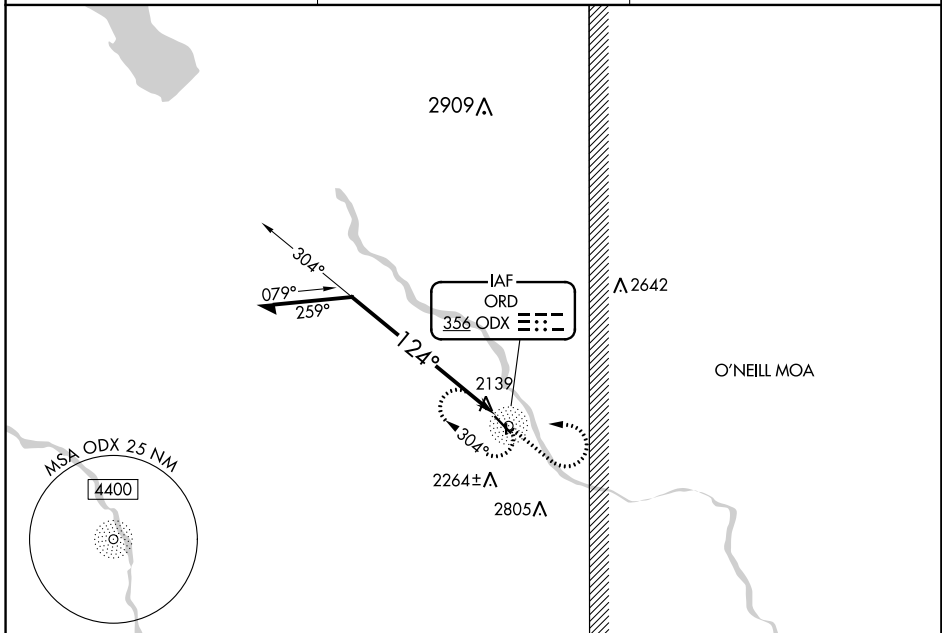 2909
304°
079°
259°
IAF
ORD
356 ODX
2642
124°
O'NEILL MOA
2139
304°
MSA ODX 25 NM
4400
2264±
2805